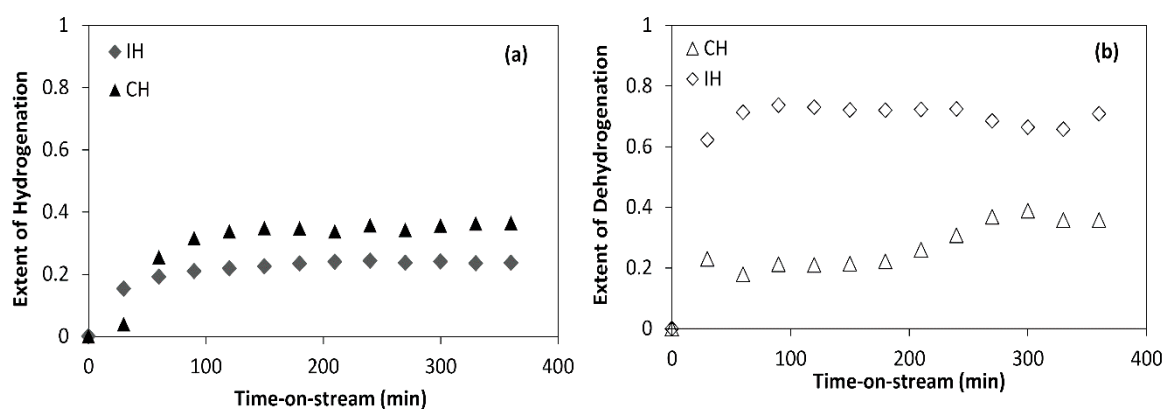 Extent of Hydrogenation
1
0.8
0.6
0.4
0.2
0
IH
CH
(a)
0
100
200
300
400
Time-on-stream (min)
Extent of Dehydrogenation
1
0.8
0.6
0.4
0.2
0
CH
IH
(b)
0
100
200
300
400
Time-on-stream (min)